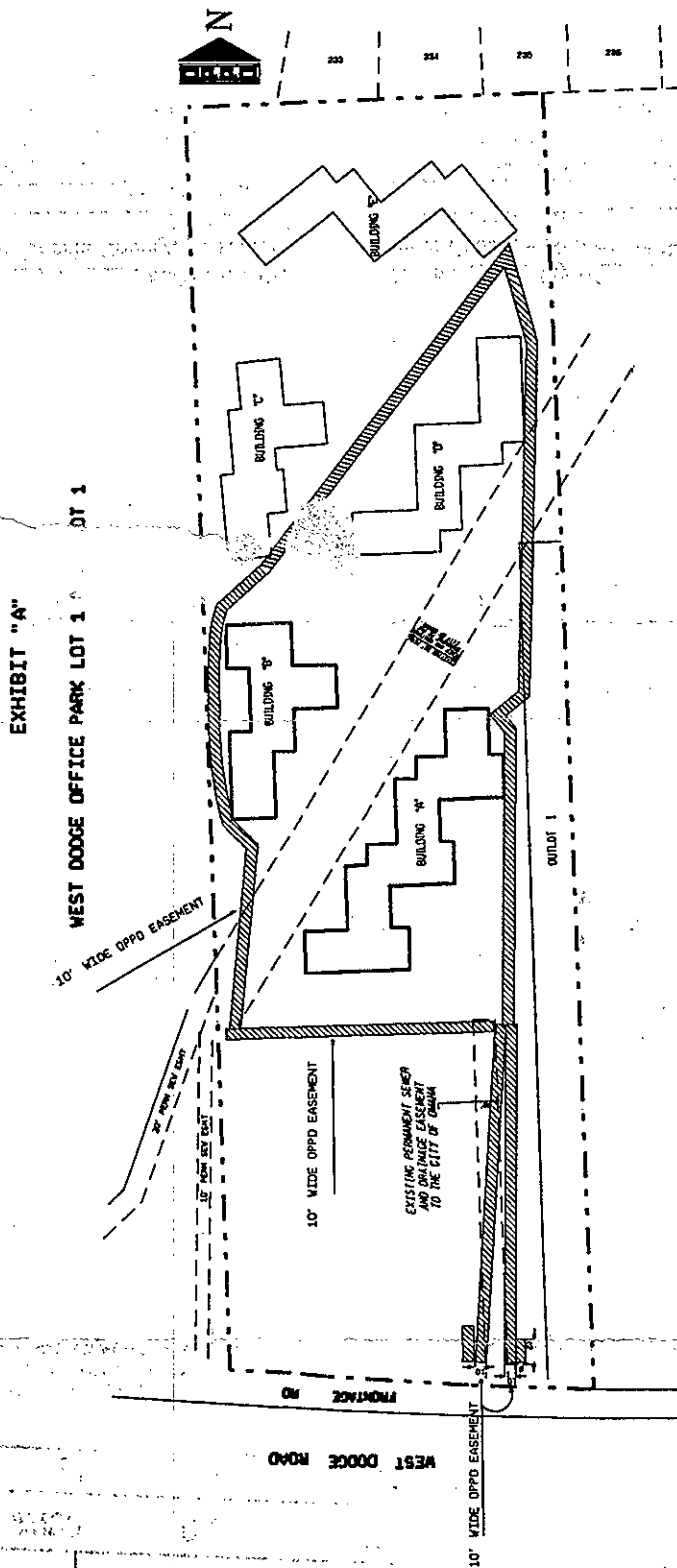 EXHIBIT "A"
WEST DODGE OFFICE PARK LOT 1
OT 1
N
233
234
235
236
BUILDING "E"
BUILDING "C"
BUILDING "D"
BUILDING "B"
BUILDING "A"
OUTLOT 1
10' WIDE OPPD EASEMENT
20' PERM SEW ESMT
10' PERM SEW ESMT
10' WIDE OPPD EASEMENT
EXISTING PERMANENT SEWER
AND DRAINAGE EASEMENT
TO THE CITY OF OMAHA
10' WIDE OPPD EASEMENT
FRONTAGE RD
WEST DODGE ROAD